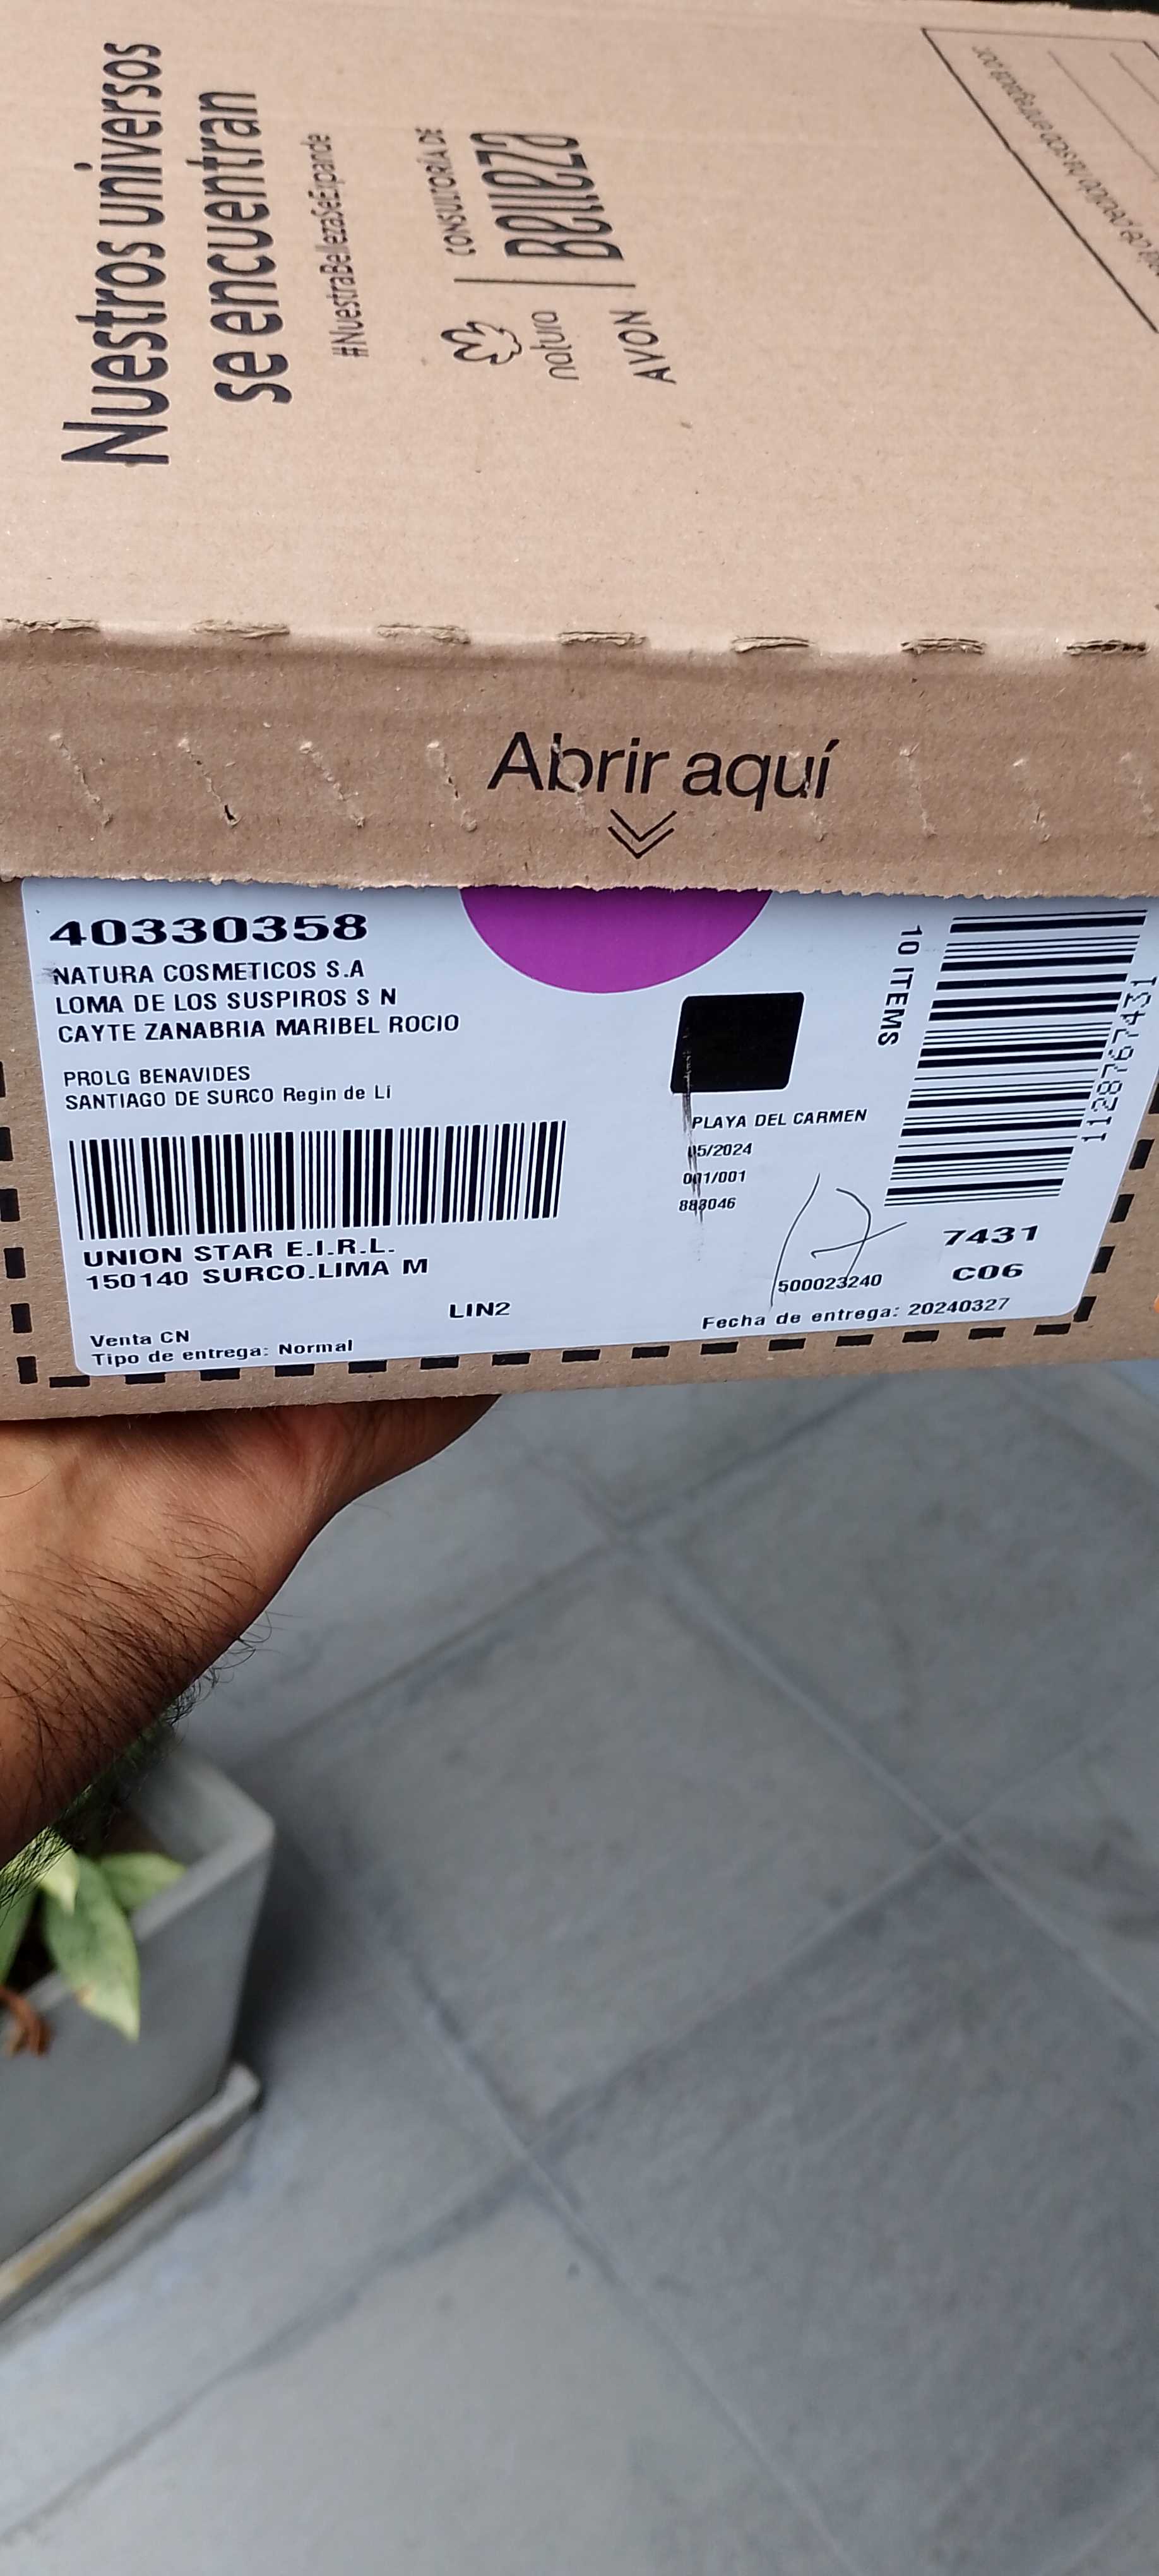 Nuestros universos
se encuentran
#NuestraBellezaSeExpande
natura
AVON
CONSULTORÍA DE
Belleza
Abrir aquí
40330358
NATURA COSMETICOS S.A
LOMA DE LOS SUSPIROS S N
CAYTE ZANABRIA MARIBEL ROCIO
PROLG BENAVIDES
SANTIAGO DE SURCO Regin de Li
UNION STAR E.I.R.L.
150140 SURCO.LIMA M
LIN2
Venta CN
Tipo de entrega: Normal
PLAYA DEL CARMEN
05/2024
001/001
883046
500023240
Fecha de entrega: 20240327
10 ITEMS
1128767431
7431
C06